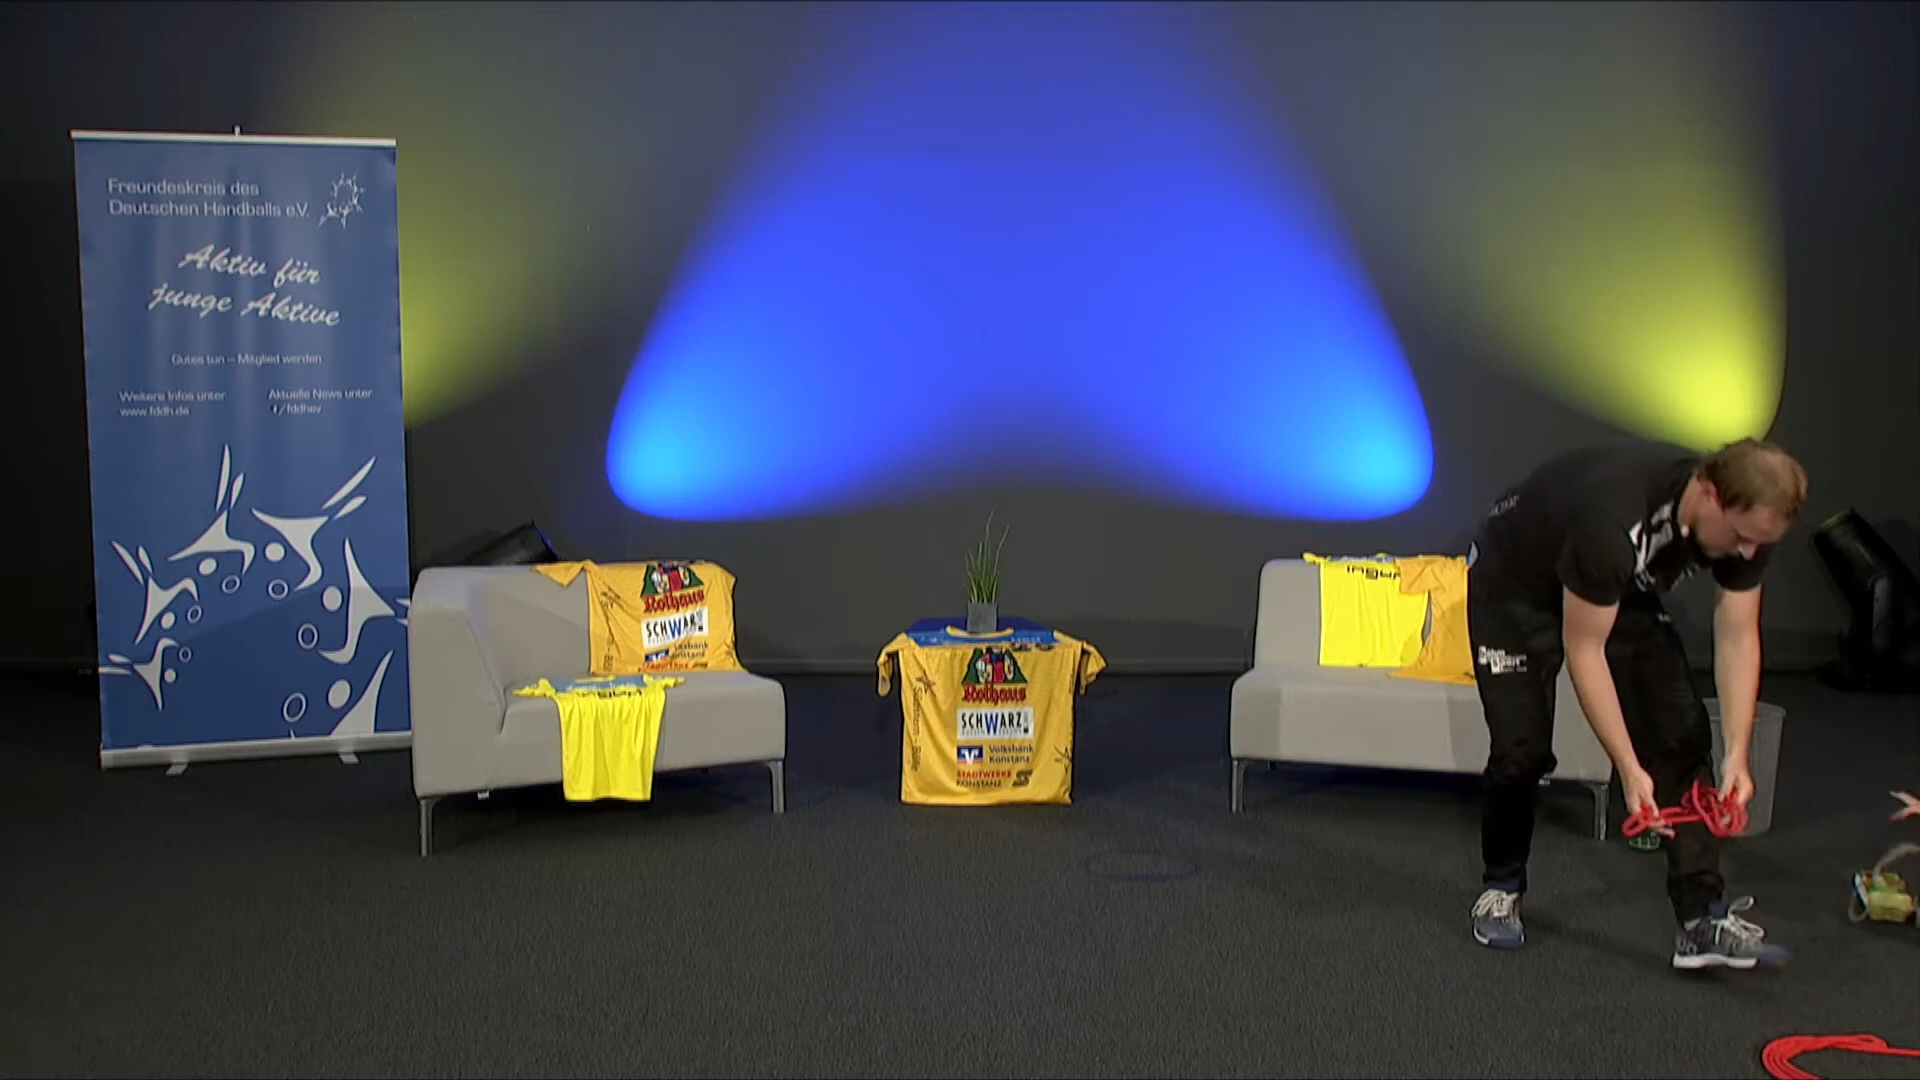 Freundeskreis des
Deutschen Handballs e.V.
Aktiv für
junge Aktive
Gutes tun – Mitglied werden
Weitere Infos unter
www.fddh.de
Aktuelle News unter
f/fddhev
Rothaus
SCHWARZ
Konstanz
Rothaus
SCHWARZ
Volksbank
Konstanz
STADTWERKE
KONSTANZ